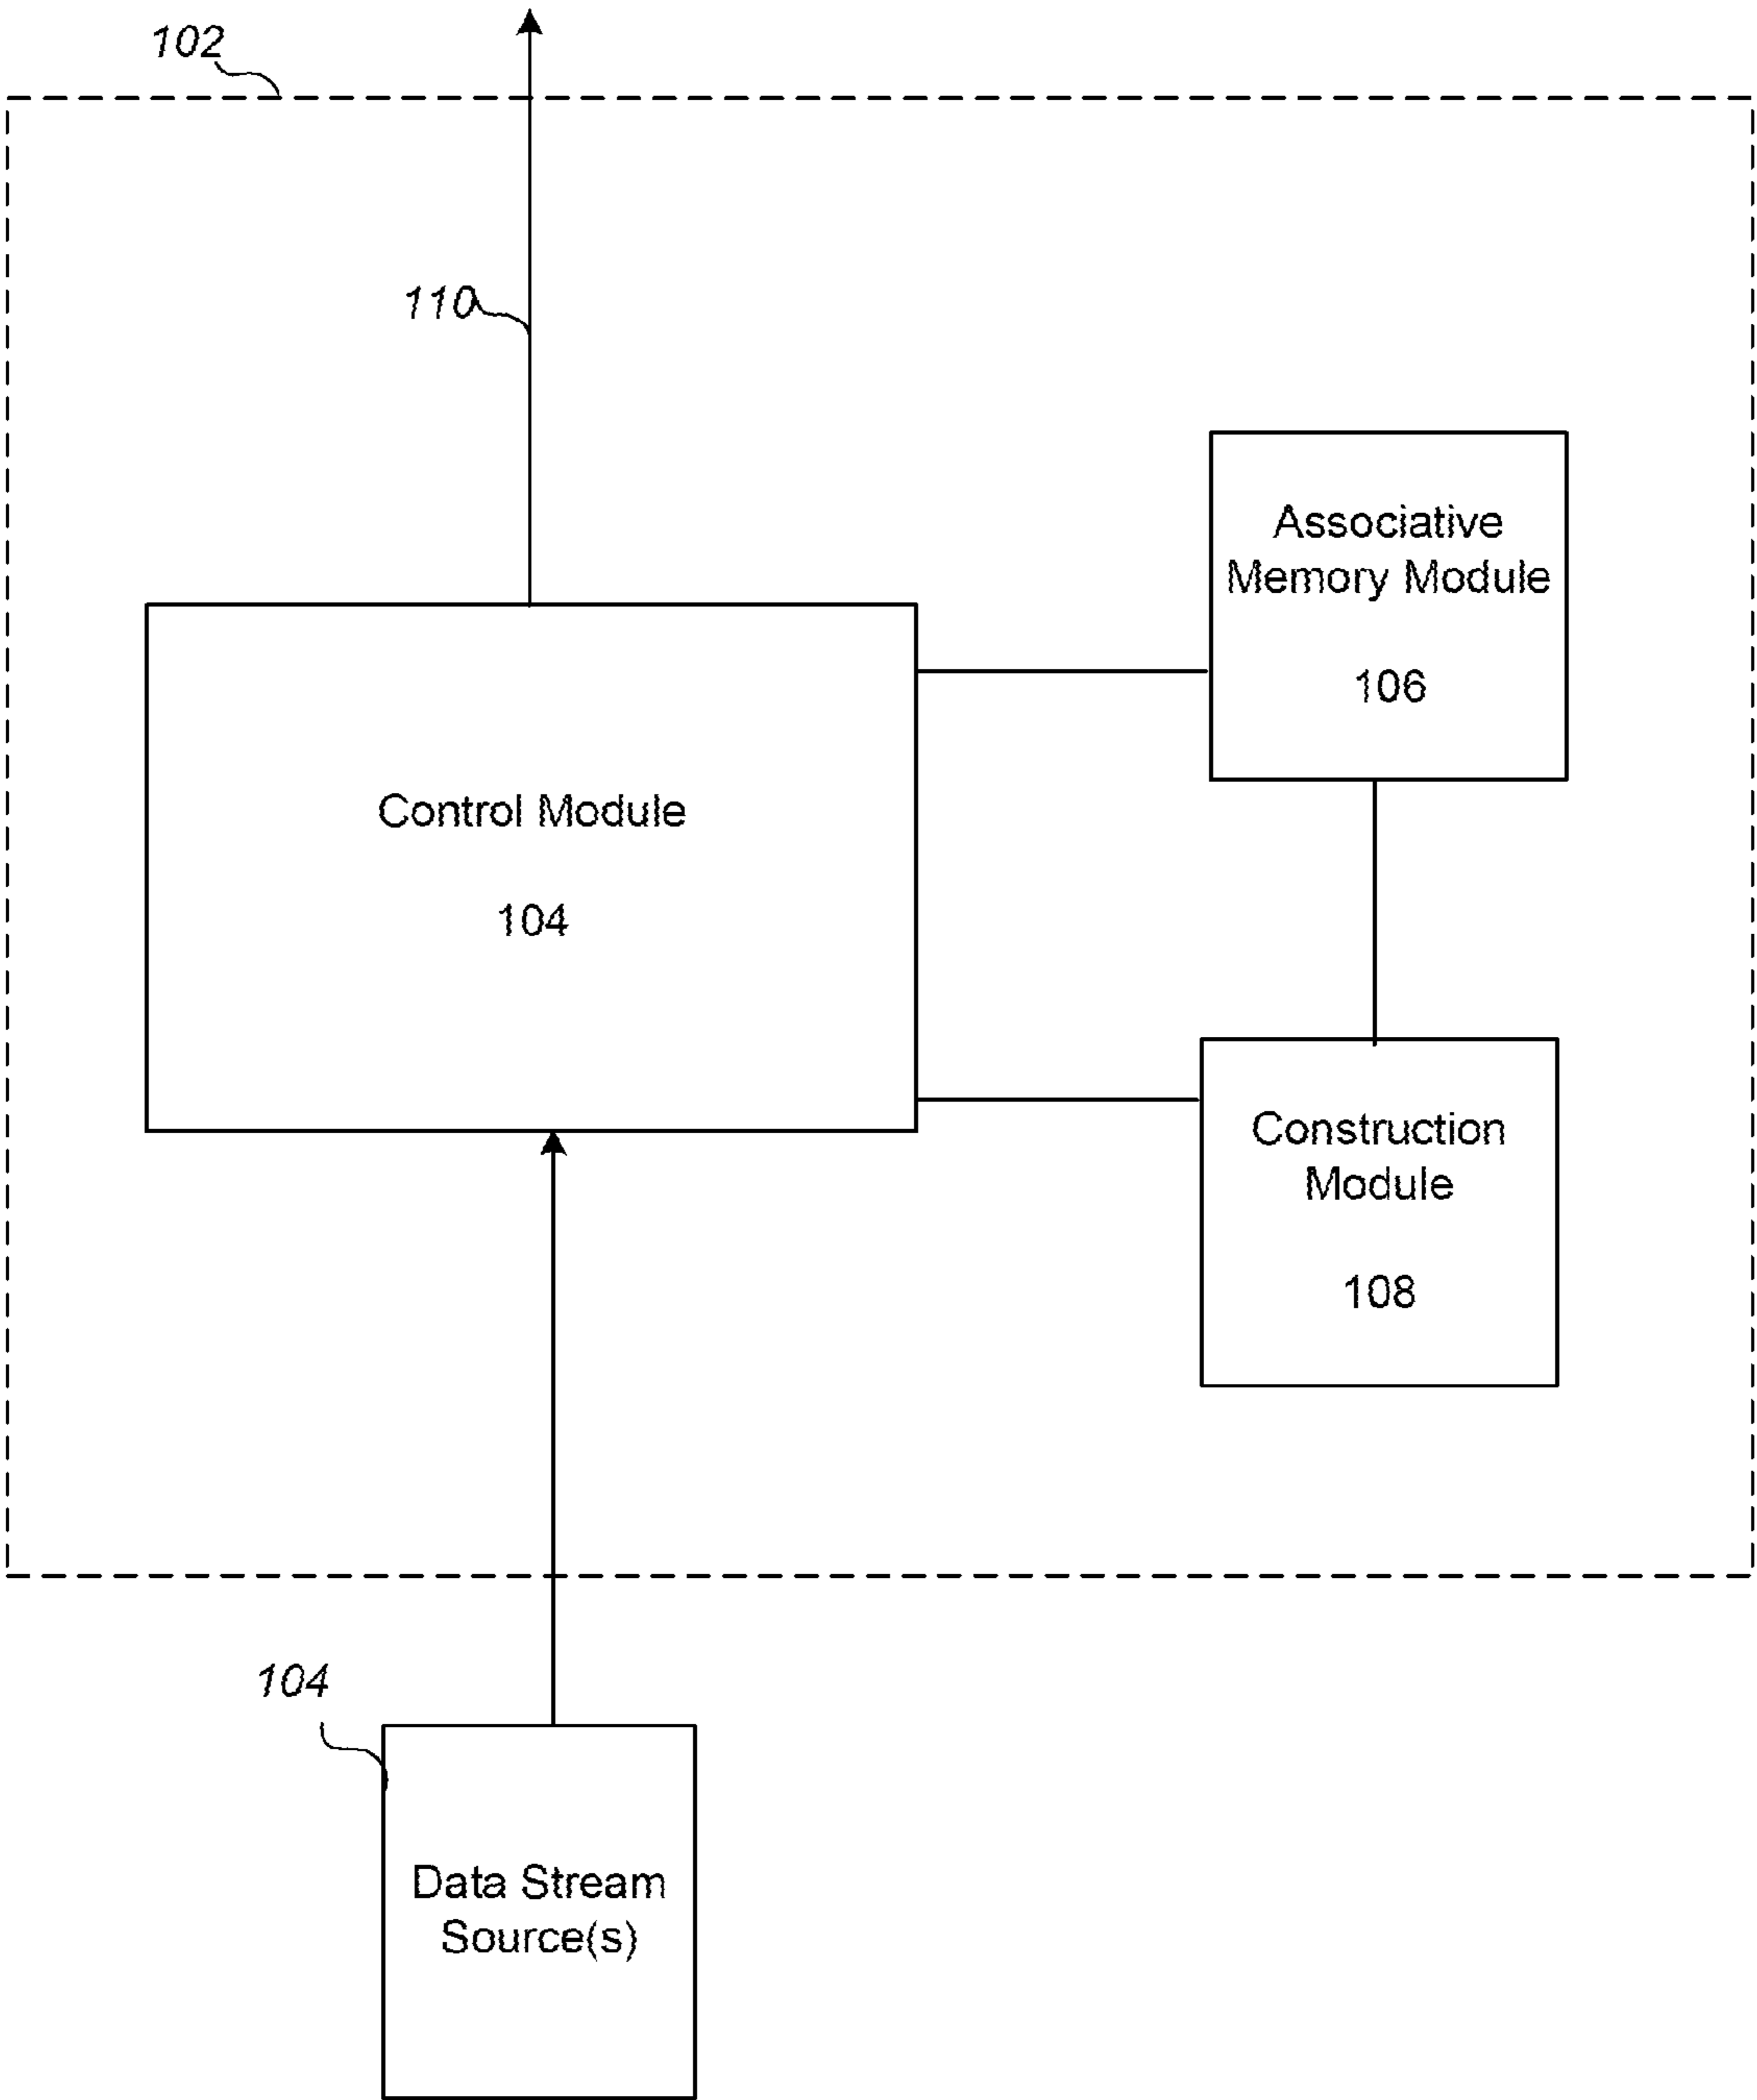 102
110
Associative
Memory Module
106
Control Module
104
Construction
Module
108
104
Data Stream
Source(s)